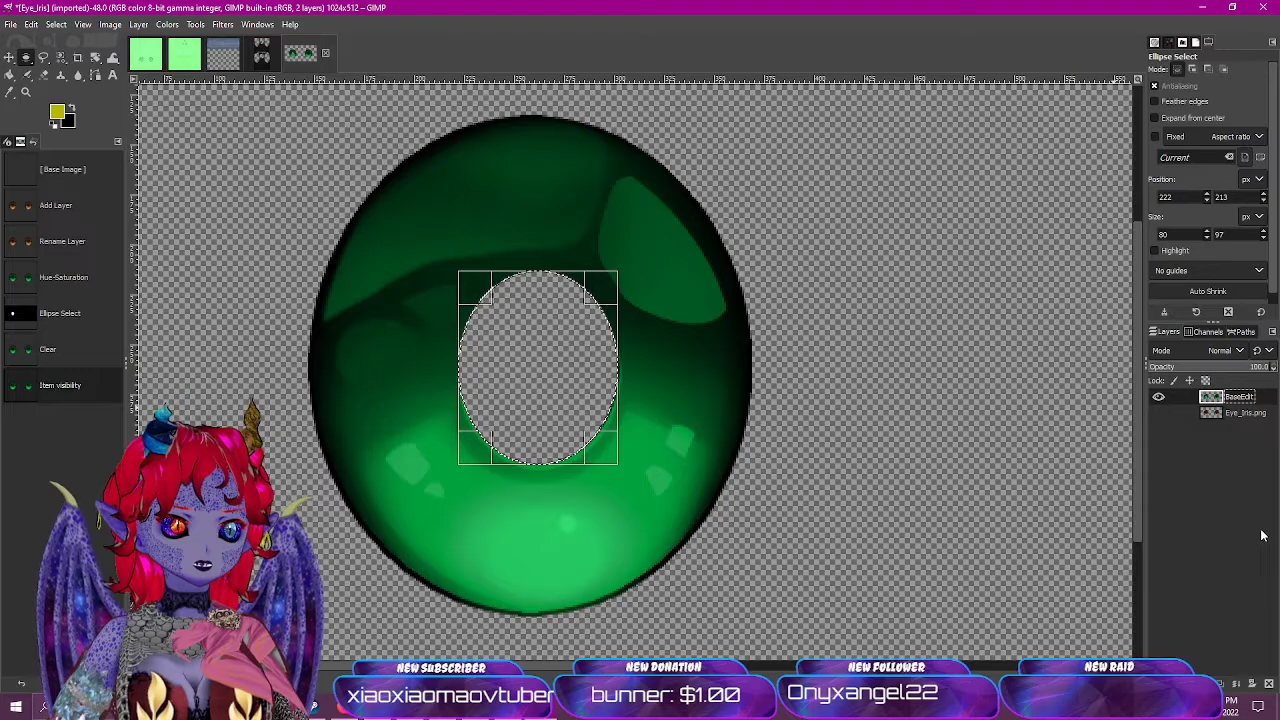 *[Eye_Iris] (imported)-48.0 (RGB color 8-bit gamma integer, GIMP built-in sRGB, 2 layers) 1024x512 – GIMP
File Edit Select View Image Layer Colors Tools Filters Windows Help
Ellipse Select
Mode:
Antialiasing
Feather edges
Expand from center
Fixed Aspect ratio
Current
Position: px
222 213
Size: px
80 97
Highlight
No guides
Auto Shrink
Layers Channels Paths
Mode Normal
Opacity 100.0
Lock:
BaseEdit
Eye_Iris.png
[Base Image]
Add Layer
Rename Layer
Hue-Saturation
Ellipse Select
Clear
Item visibility
NEW SUBSCRIBER
xiaoxiaomaovtuber
NEW DONATION
bunner: $1.00
NEW FOLLOWER
Onyxangel22
NEW RAID
PM
2022